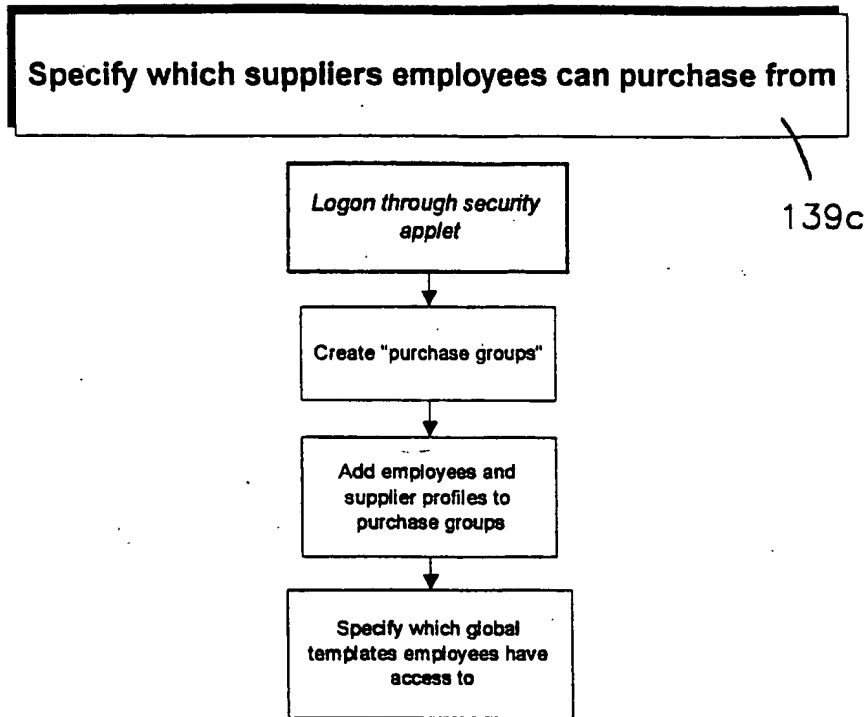 Specify which suppliers employees can purchase from
139c
Logon through security
applet
Create "purchase groups"
Add employees and
supplier profiles to
purchase groups
Specify which global
templates employees have
access to